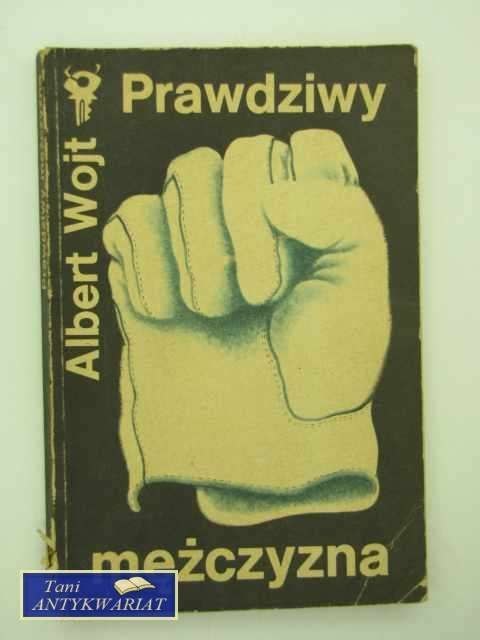 Prawdziwy
Albert Wojt
mężczyzna
Tani
ANTYKWARIAT